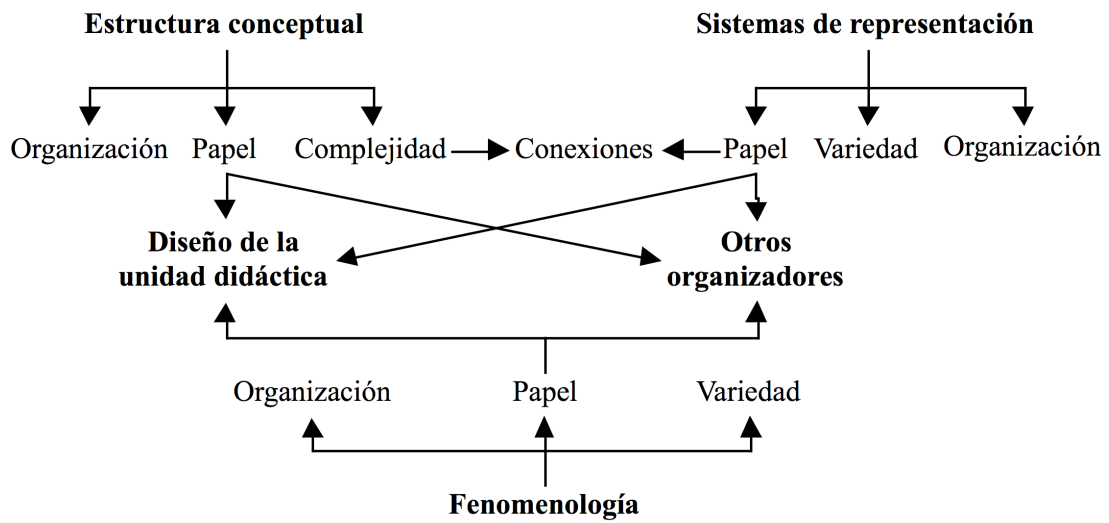 Estructura conceptual
Sistemas de representación
Organización Papel Complejidad Conexiones Papel Variedad Organización
Diseño de la
unidad didáctica
Otros
organizadores
Organización Papel Variedad
Fenomenología